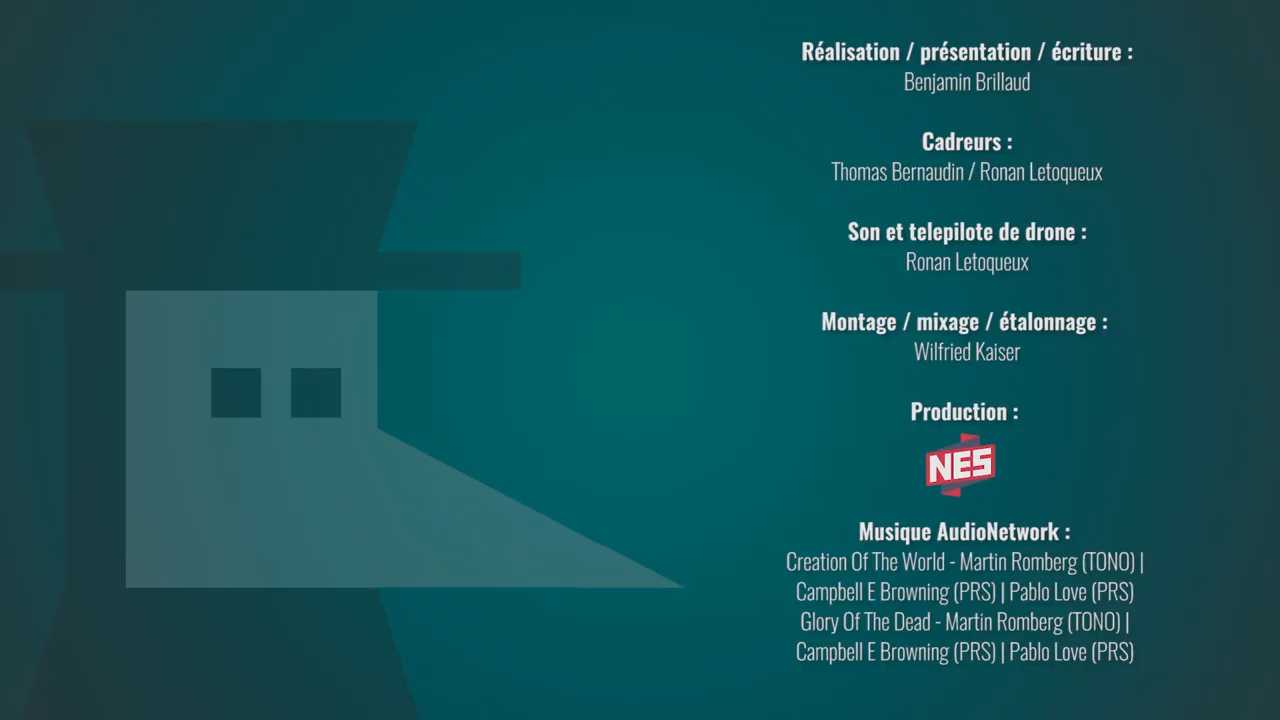 Réalisation / présentation / écriture :
Benjamin Brillaud
Cadreurs :
Thomas Bernaudin / Ronan Letoqueux
Son et telepilote de drone :
Ronan Letoqueux
Montage / mixage / étalonnage :
Wilfried Kaiser
Production :
NES
Musique AudioNetwork :
Creation Of The World - Martin Romberg (TONO) |
Campbell E Browning (PRS) | Pablo Love (PRS)
Glory Of The Dead - Martin Romberg (TONO) |
Campbell E Browning (PRS) | Pablo Love (PRS)